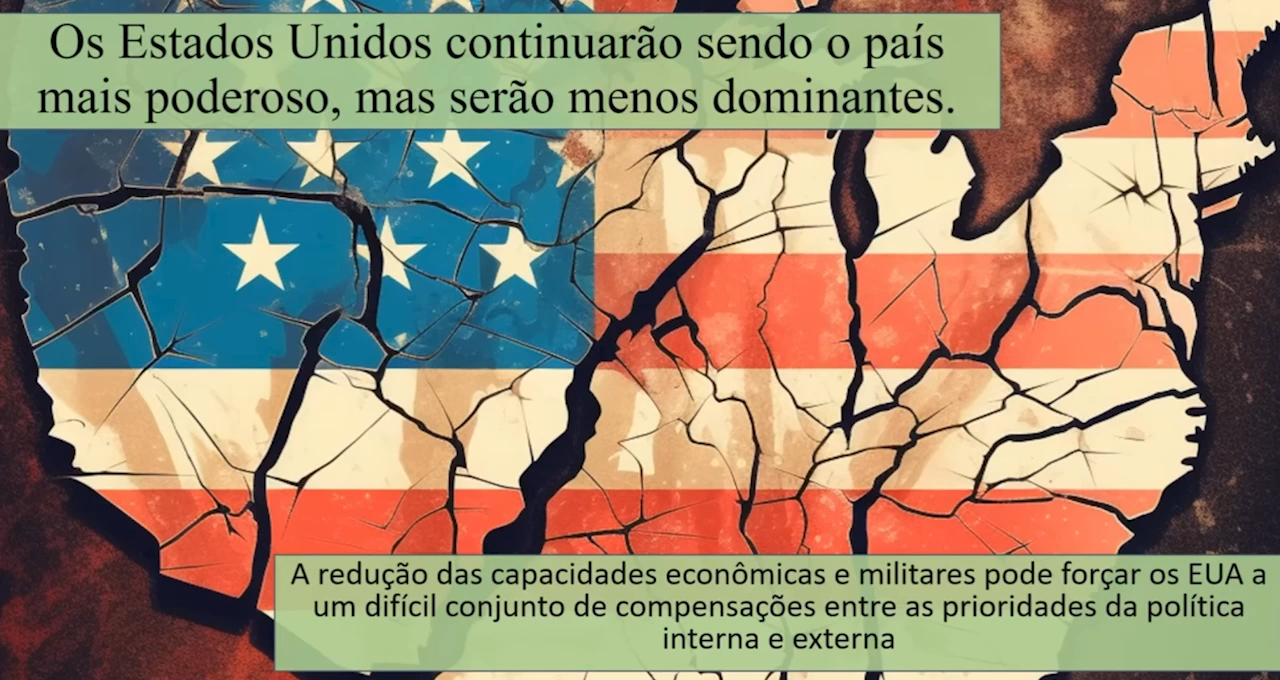 Os Estados Unidos continuarão sendo o país
mais poderoso, mas serão menos dominantes.
A redução das capacidades econômicas e militares pode forçar os EUA a
um difícil conjunto de compensações entre as prioridades da política
interna e externa